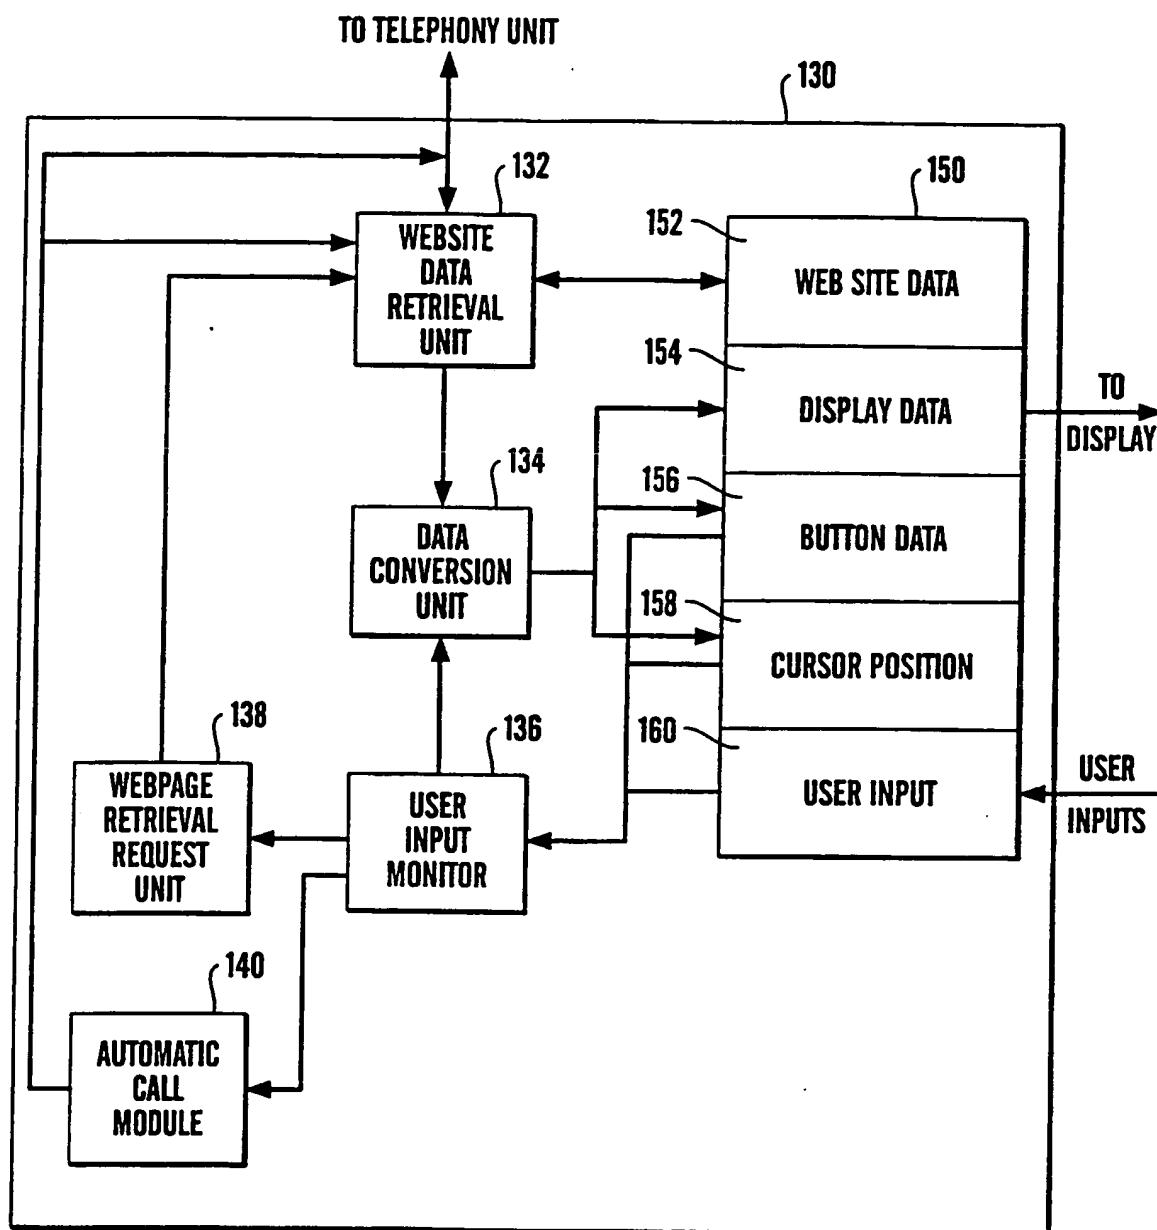 TO TELEPHONY UNIT
130
132
150
152
WEBSITE
DATA
RETRIEVAL
UNIT
WEB SITE DATA
154
DISPLAY DATA
TO
DISPLAY
134
156
DATA
CONVERSION
UNIT
BUTTON DATA
158
CURSOR POSITION
138
136
160
WEBPAGE
RETRIEVAL
REQUEST
UNIT
USER
INPUT
MONITOR
USER INPUT
USER
INPUTS
140
AUTOMATIC
CALL
MODULE